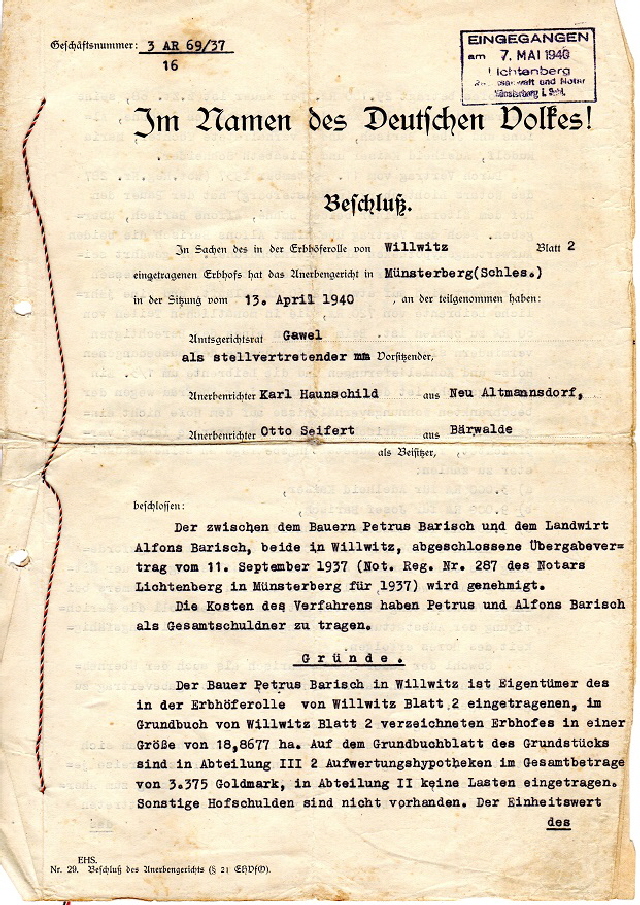 Geschäftsnummer: 3 AR 69/37
16
EINGEGANGEN
am 7. MAI 1940
Lichtenberg
Rechtsanwalt und Notar
Münsterberg i. Schl.
Im Namen des Deutschen Volkes!
Beschluß.
In Sachen des in der Erbhöferolle von Willwitz Blatt 2
eingetragenen Erbhofs hat das Anerbengericht in Münsterberg(Schles.)
in der Sitzung vom 13. April 1940, an der teilgenommen haben:
Amtsgerichtsrat Gawel
als stellvertretender Vorsitzender,
Anerbenrichter Karl Haunschild aus Neu Altmannsdorf,
Anerbenrichter Otto Seifert aus Bärwalde
als Beisitzer,
beschlossen:
Der zwischen dem Bauern Petrus Barisch und dem Landwirt
Alfons Barisch, beide in Willwitz, abgeschlossene Übergabever-
trag vom 11. September 1937 (Not. Reg. Nr. 287 des Notars
Lichtenberg in Münsterberg für 1937) wird genehmigt.
Die Kosten des Verfahrens haben Petrus und Alfons Barisch
als Gesamtschuldner zu tragen.
Gründe.
Der Bauer Petrus Barisch in Willwitz ist Eigentümer des
in der Erbhöferolle von Willwitz Blatt 2 eingetragenen, im
Grundbuch von Willwitz Blatt 2 verzeichneten Erbhofes in einer
Größe von 18,8677 ha. Auf dem Grundbuchblatt des Grundstücks
sind in Abteilung III 2 Aufwertungshypotheken im Gesamtbetrage
von 3.375 Goldmark, in Abteilung II keine Lasten eingetragen.
Sonstige Hofschulden sind nicht vorhanden. Der Einheitswert
des
EHS.
Nr. 29. Beschluß des Anerbengerichts (§ 21 EHVfO).